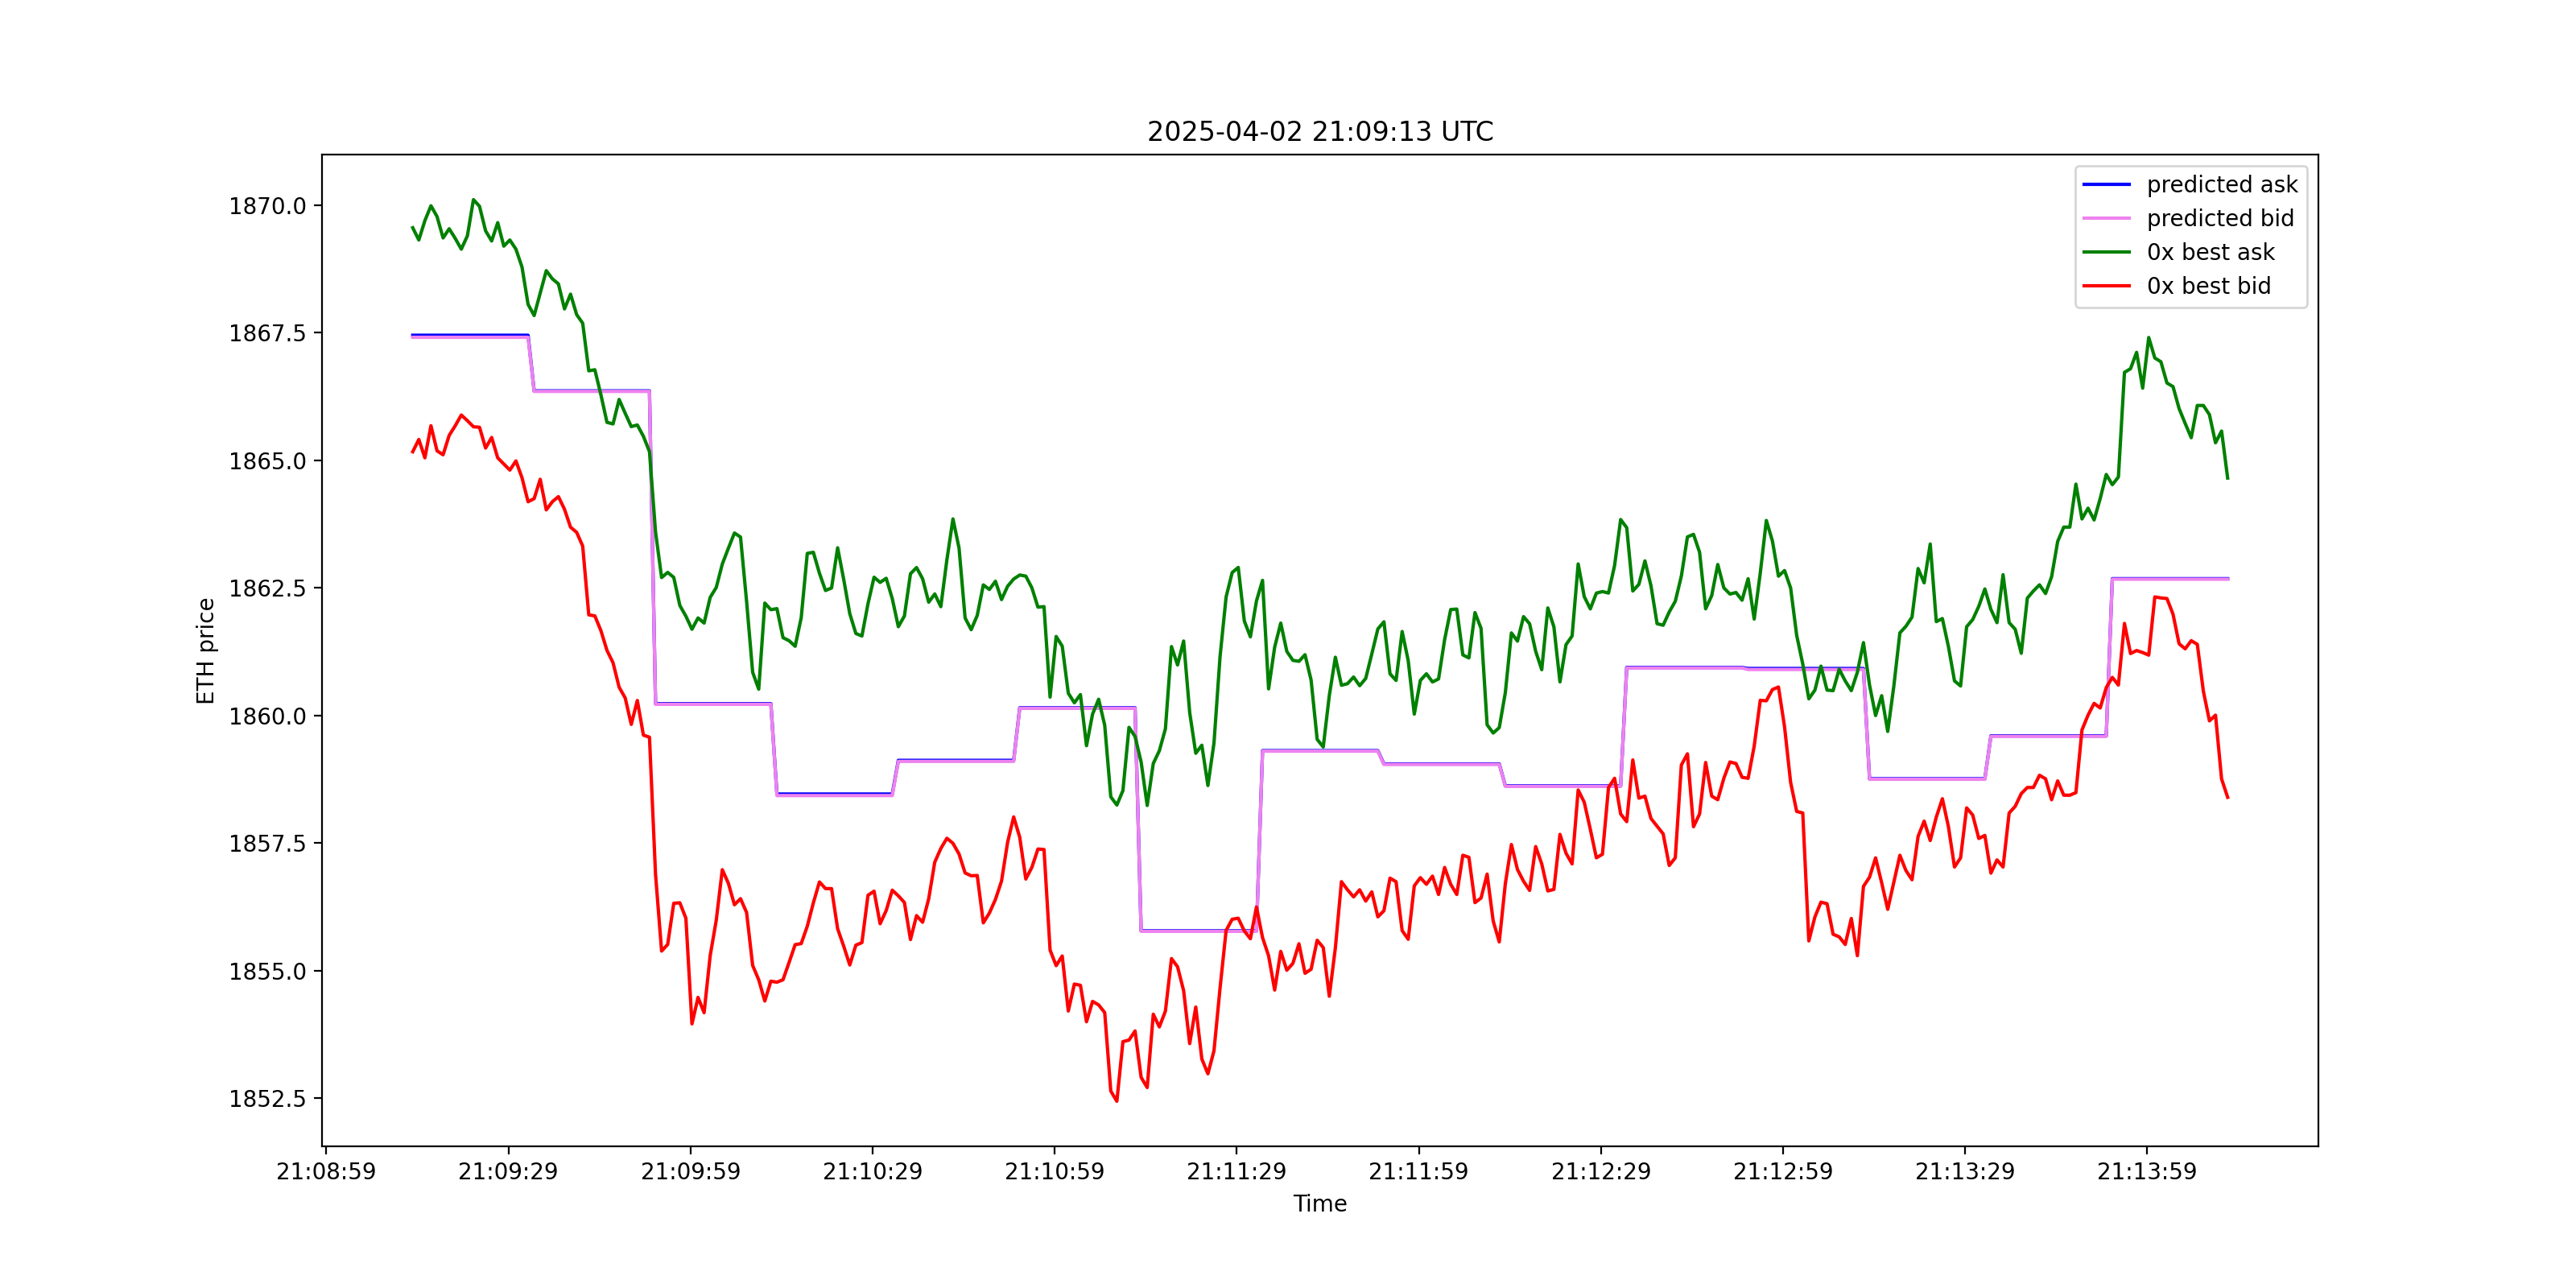 2025-04-02 21:09:13 UTC
predicted ask
predicted bid
0x best ask
0x best bid
1870.0
1867.5
1865.0
1862.5
1860.0
1857.5
1855.0
1852.5
ETH price
21:08:59 21:09:29 21:09:59 21:10:29 21:10:59 21:11:29 21:11:59 21:12:29 21:12:59 21:13:29 21:13:59
Time